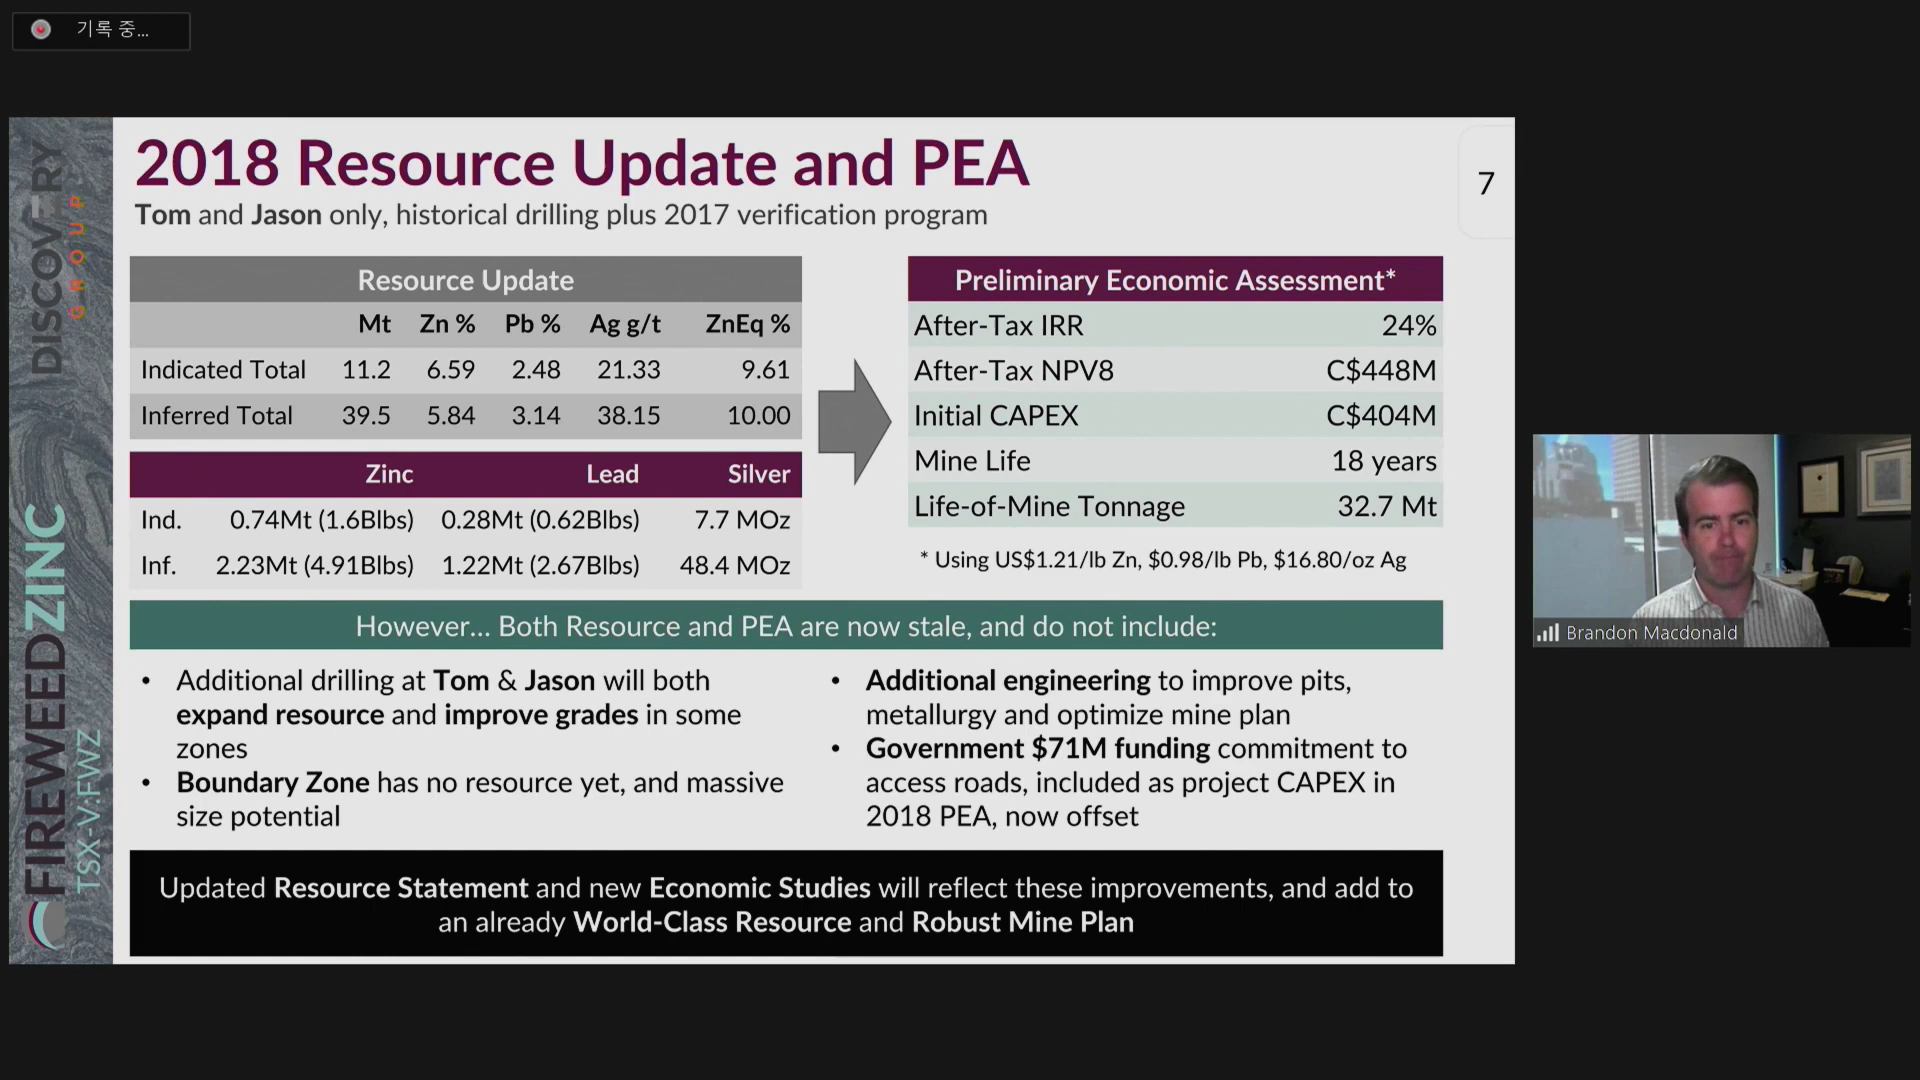 기록 중...
DISCOVERY
GROUP
FIREWEEDZINC
TSX-V:FWZ
2018 Resource Update and PEA
7
Tom and Jason only, historical drilling plus 2017 verification program
Resource Update
Mt Zn % Pb % Ag g/t ZnEq %
Indicated Total 11.2 6.59 2.48 21.33 9.61
Inferred Total 39.5 5.84 3.14 38.15 10.00
Zinc Lead Silver
Ind. 0.74Mt (1.6Blbs) 0.28Mt (0.62Blbs) 7.7 MOz
Inf. 2.23Mt (4.91Blbs) 1.22Mt (2.67Blbs) 48.4 MOz
Preliminary Economic Assessment*
After-Tax IRR 24%
After-Tax NPV8 C$448M
Initial CAPEX C$404M
Mine Life 18 years
Life-of-Mine Tonnage 32.7 Mt
* Using US$1.21/lb Zn, $0.98/lb Pb, $16.80/oz Ag
However... Both Resource and PEA are now stale, and do not include:
• Additional drilling at Tom & Jason will both
expand resource and improve grades in some
zones
• Boundary Zone has no resource yet, and massive
size potential
• Additional engineering to improve pits,
metallurgy and optimize mine plan
• Government $71M funding commitment to
access roads, included as project CAPEX in
2018 PEA, now offset
Updated Resource Statement and new Economic Studies will reflect these improvements, and add to
an already World-Class Resource and Robust Mine Plan
Brandon Macdonald